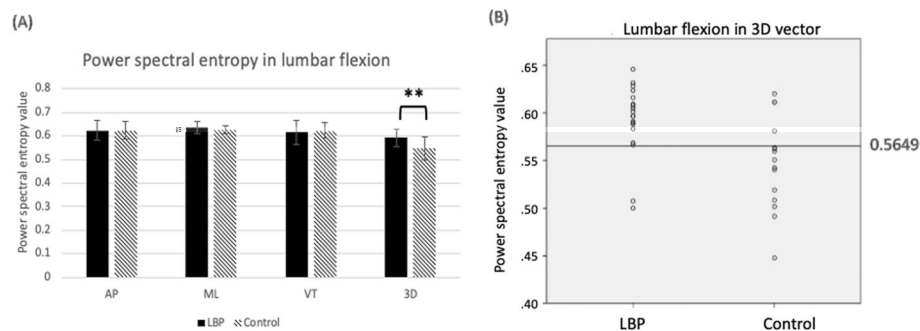 (A)
Power spectral entropy in lumbar flexion
Power spectral entropy value
0.8
0.7
0.6
0.5
0.4
0.3
0.2
0.1
0
**
AP
ML
VT
3D
LBP
Control
(B)
Lumbar flexion in 3D vector
Power spectral entropy value
.65
.60
.55
.50
.45
.40
0.5649
LBP
Control